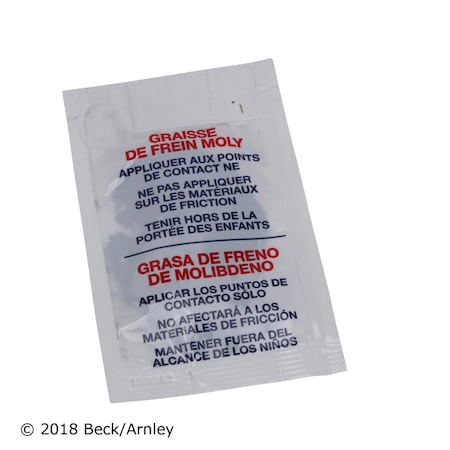 GRAISSE
DE FREIN MOLY
APPLIQUER AUX POINTS
DE CONTACT NE
NE PAS APPLIQUER
SUR LES MATÉRIAUX
DE FRICTION
TENIR HORS DE LA
PORTÉE DES ENFANTS
GRASA DE FRENO
DE MOLIBDENO
APLICAR LOS PUNTOS DE
CONTACTO SÓLO
NO AFECTARÁ A LOS
MATERIALES DE FRICCIÓN
MANTENER FUERA DEL
ALCANCE DE LOS NIÑOS
© 2018 Beck/Arnley